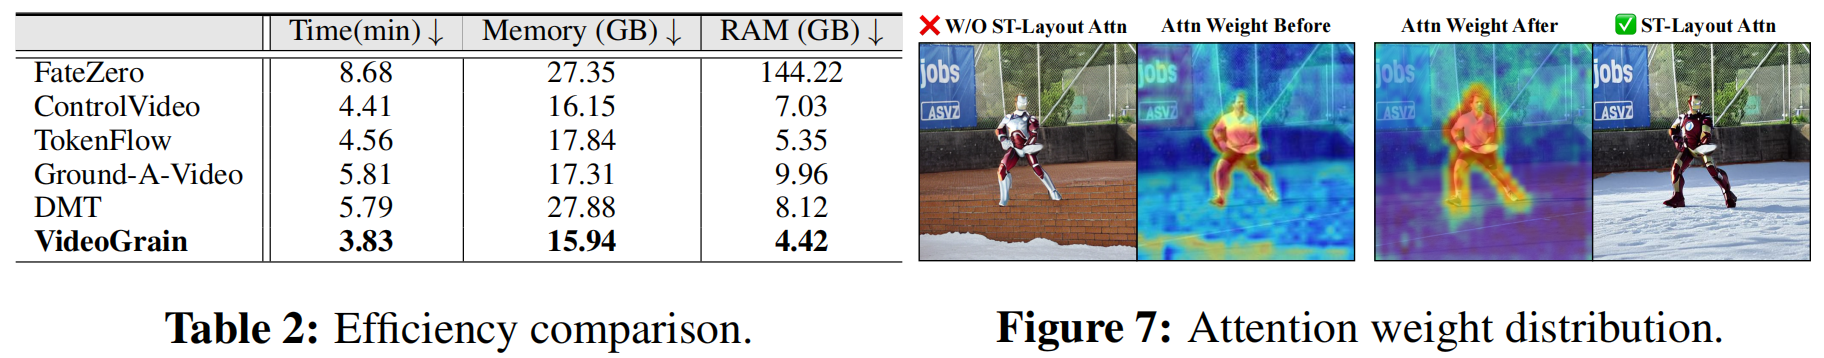 Time(min) ↓ Memory (GB) ↓ RAM (GB) ↓
FateZero 8.68 27.35 144.22
ControlVideo 4.41 16.15 7.03
TokenFlow 4.56 17.84 5.35
Ground-A-Video 5.81 17.31 9.96
DMT 5.79 27.88 8.12
VideoGrain 3.83 15.94 4.42
Table 2: Efficiency comparison.
❌ W/O ST-Layout Attn
Attn Weight Before
Attn Weight After
✅ ST-Layout Attn
jobs
ASVZ
jobs
ASVZ
jobs
ASVZ
jobs
ASVZ
Figure 7: Attention weight distribution.